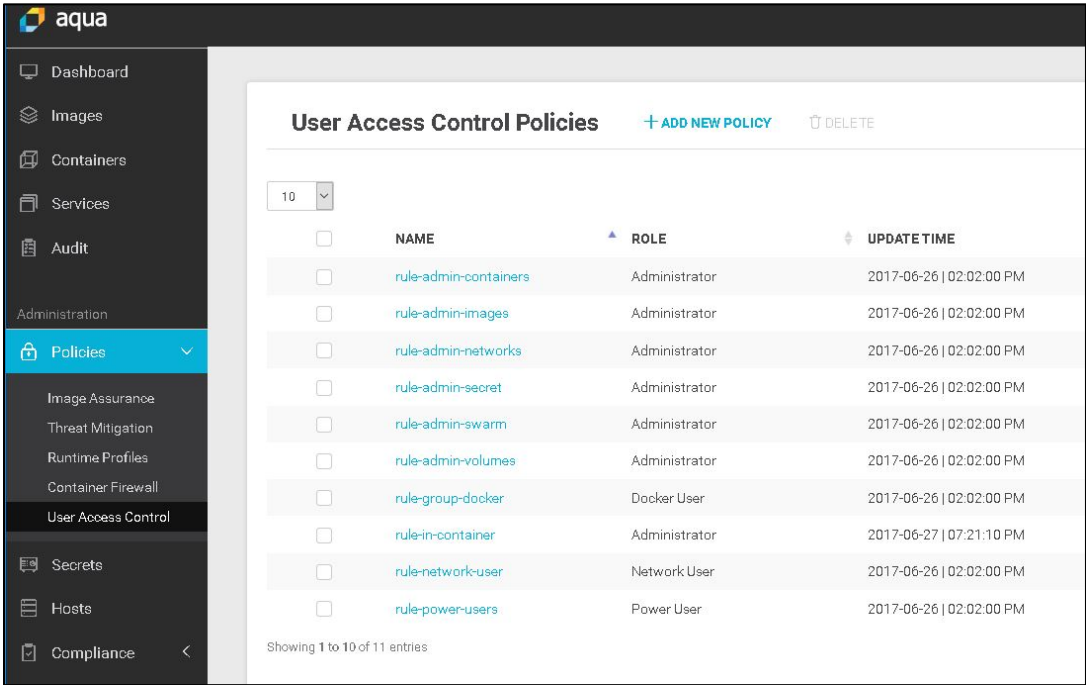 aqua
Dashboard
Images
Containers
Services
Audit
Administration
Policies
Image Assurance
Threat Mitigation
Runtime Profiles
Container Firewall
User Access Control
Secrets
Hosts
Compliance
User Access Control Policies + ADD NEW POLICY DELETE
10
NAME ROLE UPDATE TIME
rule-admin-containers Administrator 2017-06-26 | 02:02:00 PM
rule-admin-images Administrator 2017-06-26 | 02:02:00 PM
rule-admin-networks Administrator 2017-06-26 | 02:02:00 PM
rule-admin-secret Administrator 2017-06-26 | 02:02:00 PM
rule-admin-swarm Administrator 2017-06-26 | 02:02:00 PM
rule-admin-volumes Administrator 2017-06-26 | 02:02:00 PM
rule-group-docker Docker User 2017-06-26 | 02:02:00 PM
rule-in-container Administrator 2017-06-27 | 07:21:10 PM
rule-network-user Network User 2017-06-26 | 02:02:00 PM
rule-power-users Power User 2017-06-26 | 02:02:00 PM
Showing 1 to 10 of 11 entries